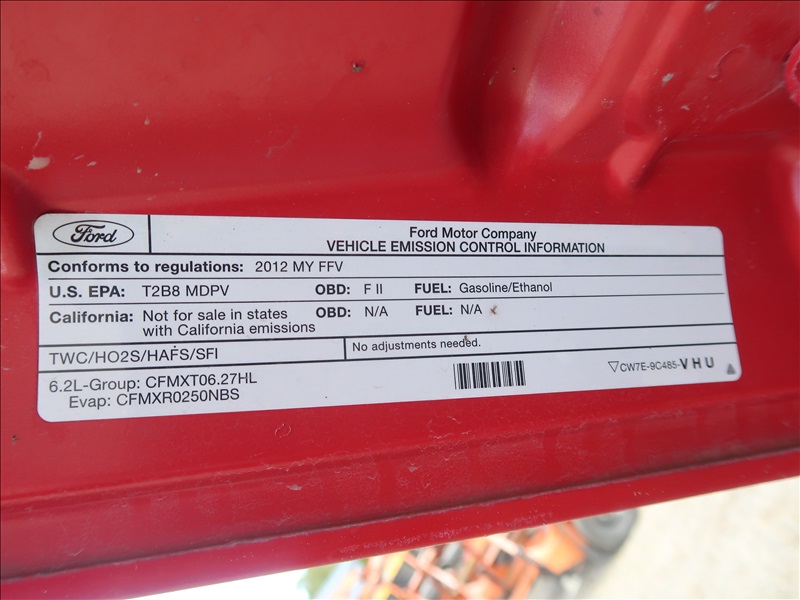 Ford
Ford Motor Company
VEHICLE EMISSION CONTROL INFORMATION
Conforms to regulations: 2012 MY FFV
U.S. EPA: T2B8 MDPV OBD: F II FUEL: Gasoline/Ethanol
California: Not for sale in states with California emissions OBD: N/A FUEL: N/A
TWC/HO2S/HAFS/SFI
No adjustments needed.
6.2L-Group: CFMXT06.27HL
Evap: CFMXR0250NBS
▽CW7E-9C485-VHU